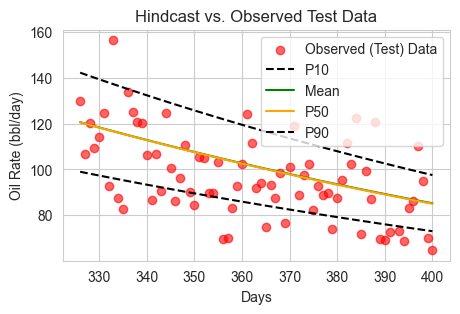 Hindcast vs. Observed Test Data
Oil Rate (bbl/day)
160
140
120
100
80
Observed (Test) Data
P10
Mean
P50
P90
330 340 350 360 370 380 390 400
Days